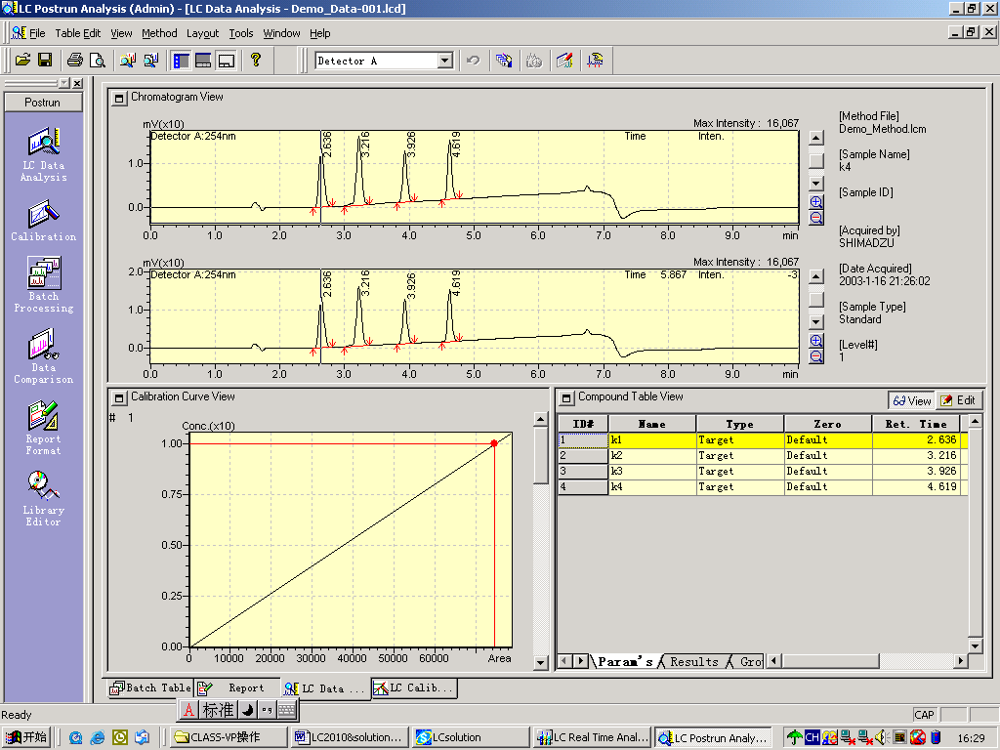 LC Postrun Analysis (Admin) - [LC Data Analysis - Demo_Data-001.lcd]
File Table Edit View Method Layout Tools Window Help
Detector A
Postrun
LC Data
Analysis
Calibration
Batch
Processing
Data
Comparison
Report
Format
Library
Editor
Chromatogram View
mV(x10)
Max Intensity : 16,067
Detector A:254nm
Time Inten.
2.636 3.216 3.926 4.619
1.0
0.0
0.0 1.0 2.0 3.0 4.0 5.0 6.0 7.0 8.0 9.0 min
mV(x10)
Max Intensity : 16,067
2.0
Detector A:254nm
Time 5.867 Inten. -3
2.636 3.216 3.926 4.619
1.0
0.0
0.0 1.0 2.0 3.0 4.0 5.0 6.0 7.0 8.0 9.0 min
[Method File]
Demo_Method.lcm
[Sample Name]
k4
[Sample ID]
[Acquired by]
SHIMADZU
[Date Acquired]
2003-1-16 21:26:02
[Sample Type]
Standard
[Level#]
1
Calibration Curve View
# 1
Conc.(x10)
1.00
0.75
0.50
0.25
0.00
0 10000 20000 30000 40000 50000 60000 Area
Compound Table View
View Edit
ID# Name Type Zero Ret. Time
1 k1 Target Default 2.636
2 k2 Target Default 3.216
3 k3 Target Default 3.926
4 k4 Target Default 4.619
Param's Results Gro
Batch Table Report LC Data ... LC Calib...
A 标准
Ready
CAP
开始 CLASS-VP操作 LC2010&solution... LCsolution LC Real Time Anal... LC Postrun Analy... CH 16:29